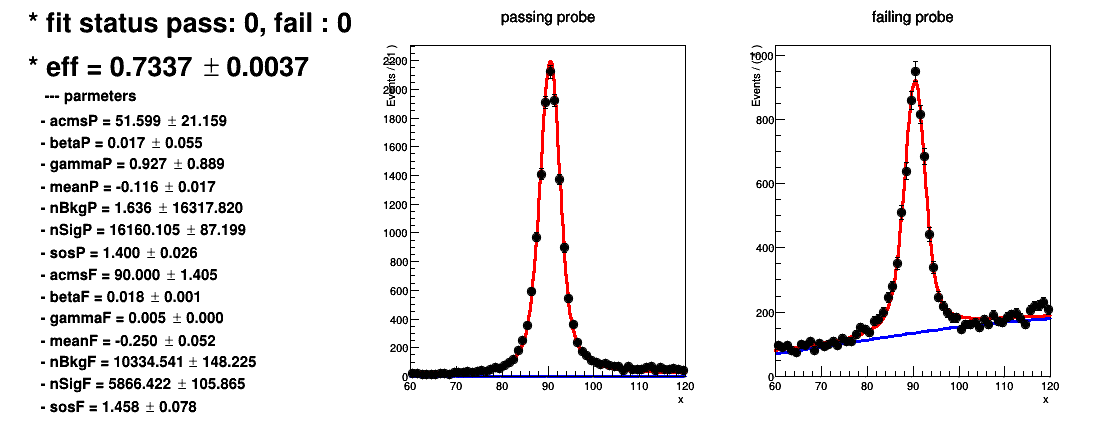 * fit status pass: 0, fail : 0
* eff = 0.7337 ± 0.0037
--- parmeters
- acmsP = 51.599 ± 21.159
- betaP = 0.017 ± 0.055
- gammaP = 0.927 ± 0.889
- meanP = -0.116 ± 0.017
- nBkgP = 1.636 ± 16317.820
- nSigP = 16160.105 ± 87.199
- sosP = 1.400 ± 0.026
- acmsF = 90.000 ± 1.405
- betaF = 0.018 ± 0.001
- gammaF = 0.005 ± 0.000
- meanF = -0.250 ± 0.052
- nBkgF = 10334.541 ± 148.225
- nSigF = 5866.422 ± 105.865
- sosF = 1.458 ± 0.078
passing probe
Events / ( 1 )
2200
2000
1800
1600
1400
1200
1000
800
600
400
200
0
60 70 80 90 100 110 120
x
failing probe
Events / ( 1 )
1000
800
600
400
200
0
60 70 80 90 100 110 120
x